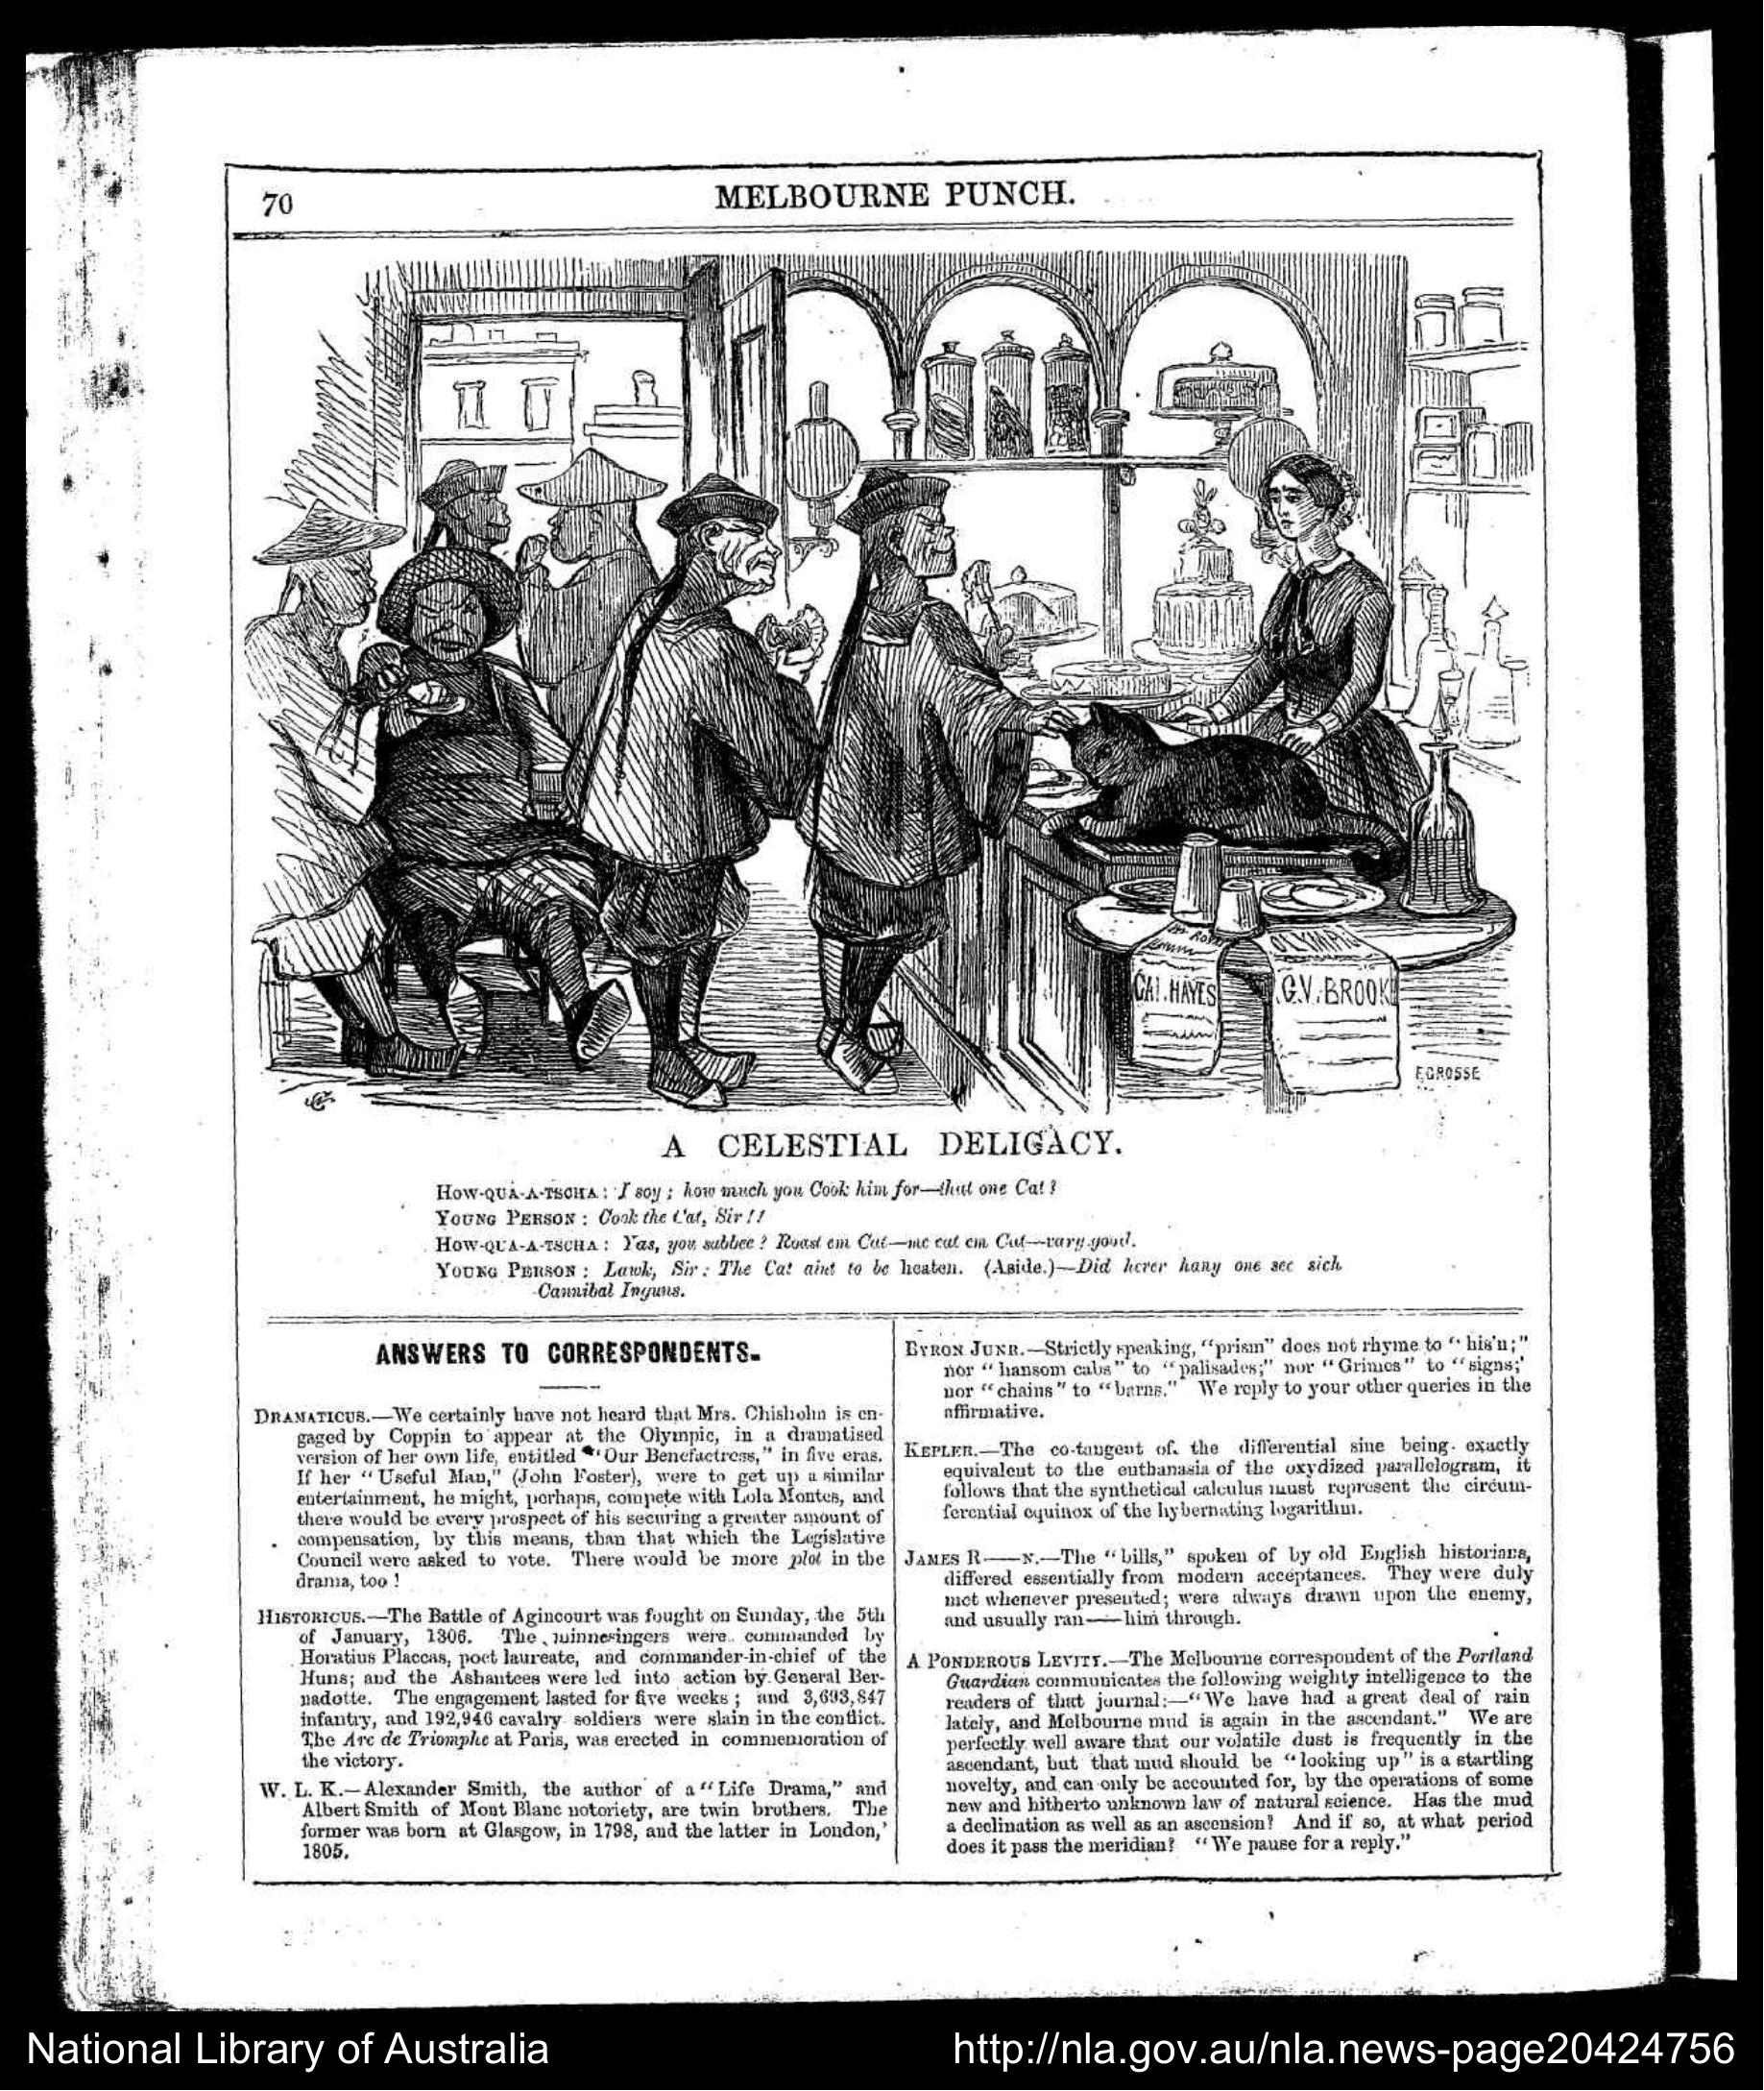 70
MELBOURNE PUNCH.
CAT. HAYES
OLYMPIC
G.V. BROOKE
F. GROSSE
A CELESTIAL DELICACY.
HOW-QUA-A-TSCHA: I soy; how much you Cook him for—that one Cat?
YOUNG PERSON: Cook the Cat, Sir!!
HOW-QUA-A-TSCHA: Yas, you sabbee? Roast em Cat—me eat em Cat—vary good.
YOUNG PERSON: Lawk, Sir: The Cat aint to be heaten. (Aside.)—Did hever hany one see sich
Cannibal Inguns.
ANSWERS TO CORRESPONDENTS.
DRAMATICUS.—We certainly have not heard that Mrs. Chisholm is en-
gaged by Coppin to appear at the Olympic, in a dramatised
version of her own life, entitled "Our Benefactress," in five eras.
If her "Useful Man," (John Foster), were to get up a similar
entertainment, he might, perhaps, compete with Lola Montes, and
there would be every prospect of his securing a greater amount of
compensation, by this means, than that which the Legislative
Council were asked to vote. There would be more plot in the
drama, too!
HISTORICUS.—The Battle of Agincourt was fought on Sunday, the 5th
of January, 1306. The minnesingers were commanded by
Horatius Placcas, poet laureate, and commander-in-chief of the
Huns; and the Ashantees were led into action by General Ber-
nadotte. The engagement lasted for five weeks; and 3,693,847
infantry, and 192,946 cavalry soldiers were slain in the conflict.
The Arc de Triomphe at Paris, was erected in commemoration of
the victory.
W. L. K.—Alexander Smith, the author of a "Life Drama," and
Albert Smith of Mont Blanc notoriety, are twin brothers. The
former was born at Glasgow, in 1798, and the latter in London,
1805.
BYRON JUNR.—Strictly speaking, "prism" does not rhyme to "his'n;"
nor "hansom cabs" to "palisades;" nor "Grimes" to "signs;'
nor "chains" to "barns." We reply to your other queries in the
affirmative.
KEPLER.—The co-tangent of the differential sine being exactly
equivalent to the euthanasia of the oxydized parallelogram, it
follows that the synthetical calculus must represent the circum-
ferential equinox of the hybernating logarithm.
JAMES R——N.—The "bills," spoken of by old English historians,
differed essentially from modern acceptances. They were duly
met whenever presented; were always drawn upon the enemy,
and usually ran——him through.
A PONDEROUS LEVITY.—The Melbourne correspondent of the Portland
Guardian communicates the following weighty intelligence to the
readers of that journal:—"We have had a great deal of rain
lately, and Melbourne mud is again in the ascendant." We are
perfectly well aware that our volatile dust is frequently in the
ascendant, but that mud should be "looking up" is a startling
novelty, and can only be accounted for, by the operations of some
new and hitherto unknown law of natural science. Has the mud
a declination as well as an ascension? And if so, at what period
does it pass the meridian? "We pause for a reply."
National Library of Australia
http://nla.gov.au/nla.news-page20424756